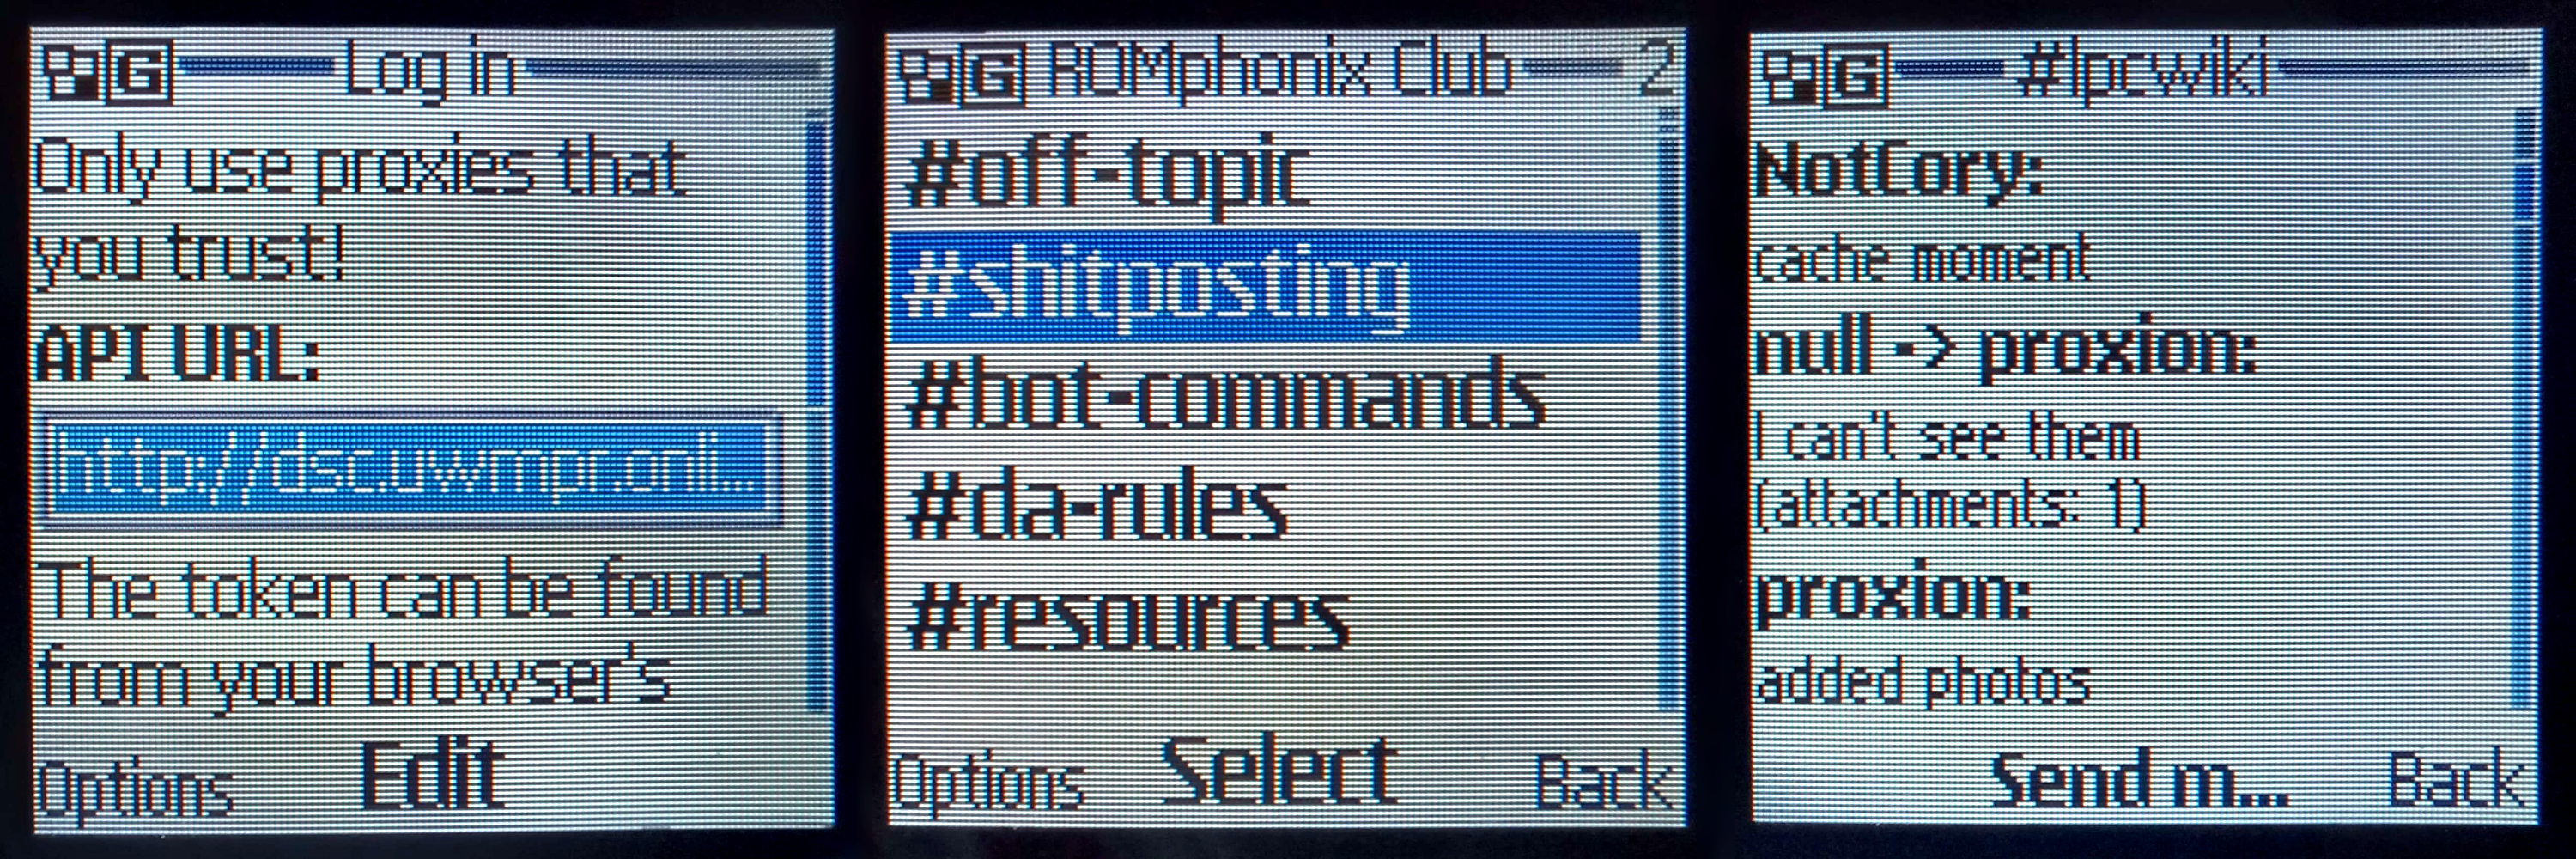 G Log in
Only use proxies that
you trust!
API URL:
http://dsc.uwmpr.onli...
The token can be found
from your browser's
Options Edit
G ROMphonix Club 2
#off-topic
#shitposting
#bot-commands
#da-rules
#resources
Options Select Back
G #lpcwiki
NotCory:
cache moment
null -> proxion:
I can't see them
(attachments: 1)
proxion:
added photos
Send m... Back